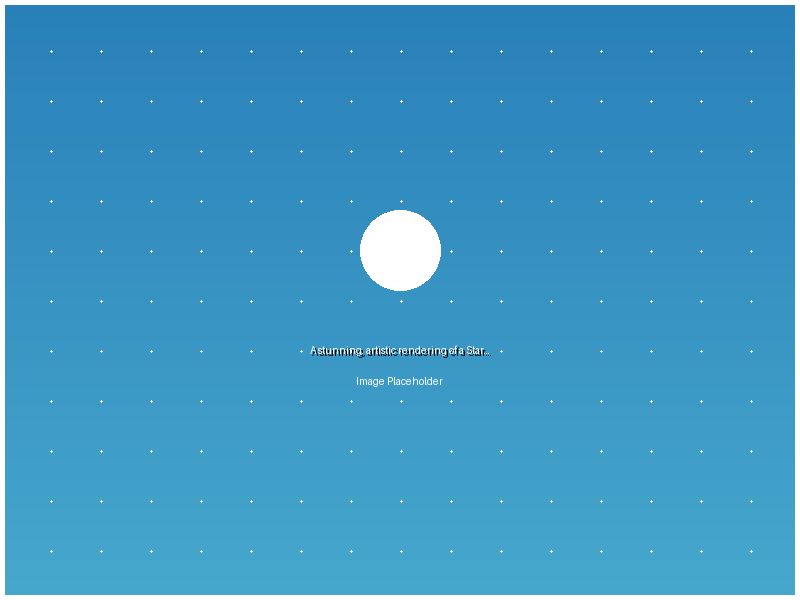 A stunning, artistic rendering of a Star...
Image Placeholder